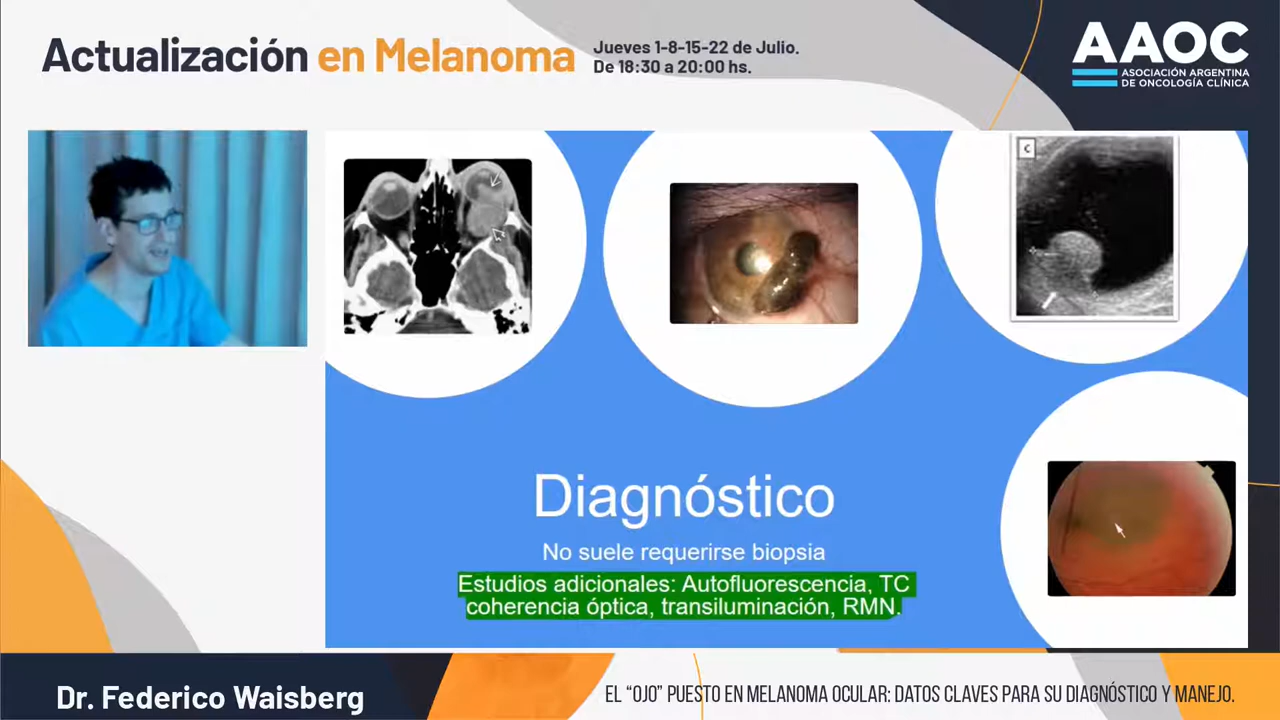 Actualización en Melanoma
Jueves 1-8-15-22 de Julio.
De 18:30 a 20:00 hs.
AAOC
ASOCIACIÓN ARGENTINA
DE ONCOLOGÍA CLÍNICA
C
Diagnóstico
No suele requerirse biopsia
Estudios adicionales: Autofluorescencia, TC
coherencia óptica, transiluminación, RMN.
Dr. Federico Waisberg
EL “OJO” PUESTO EN MELANOMA OCULAR: DATOS CLAVES PARA SU DIAGNÓSTICO Y MANEJO.